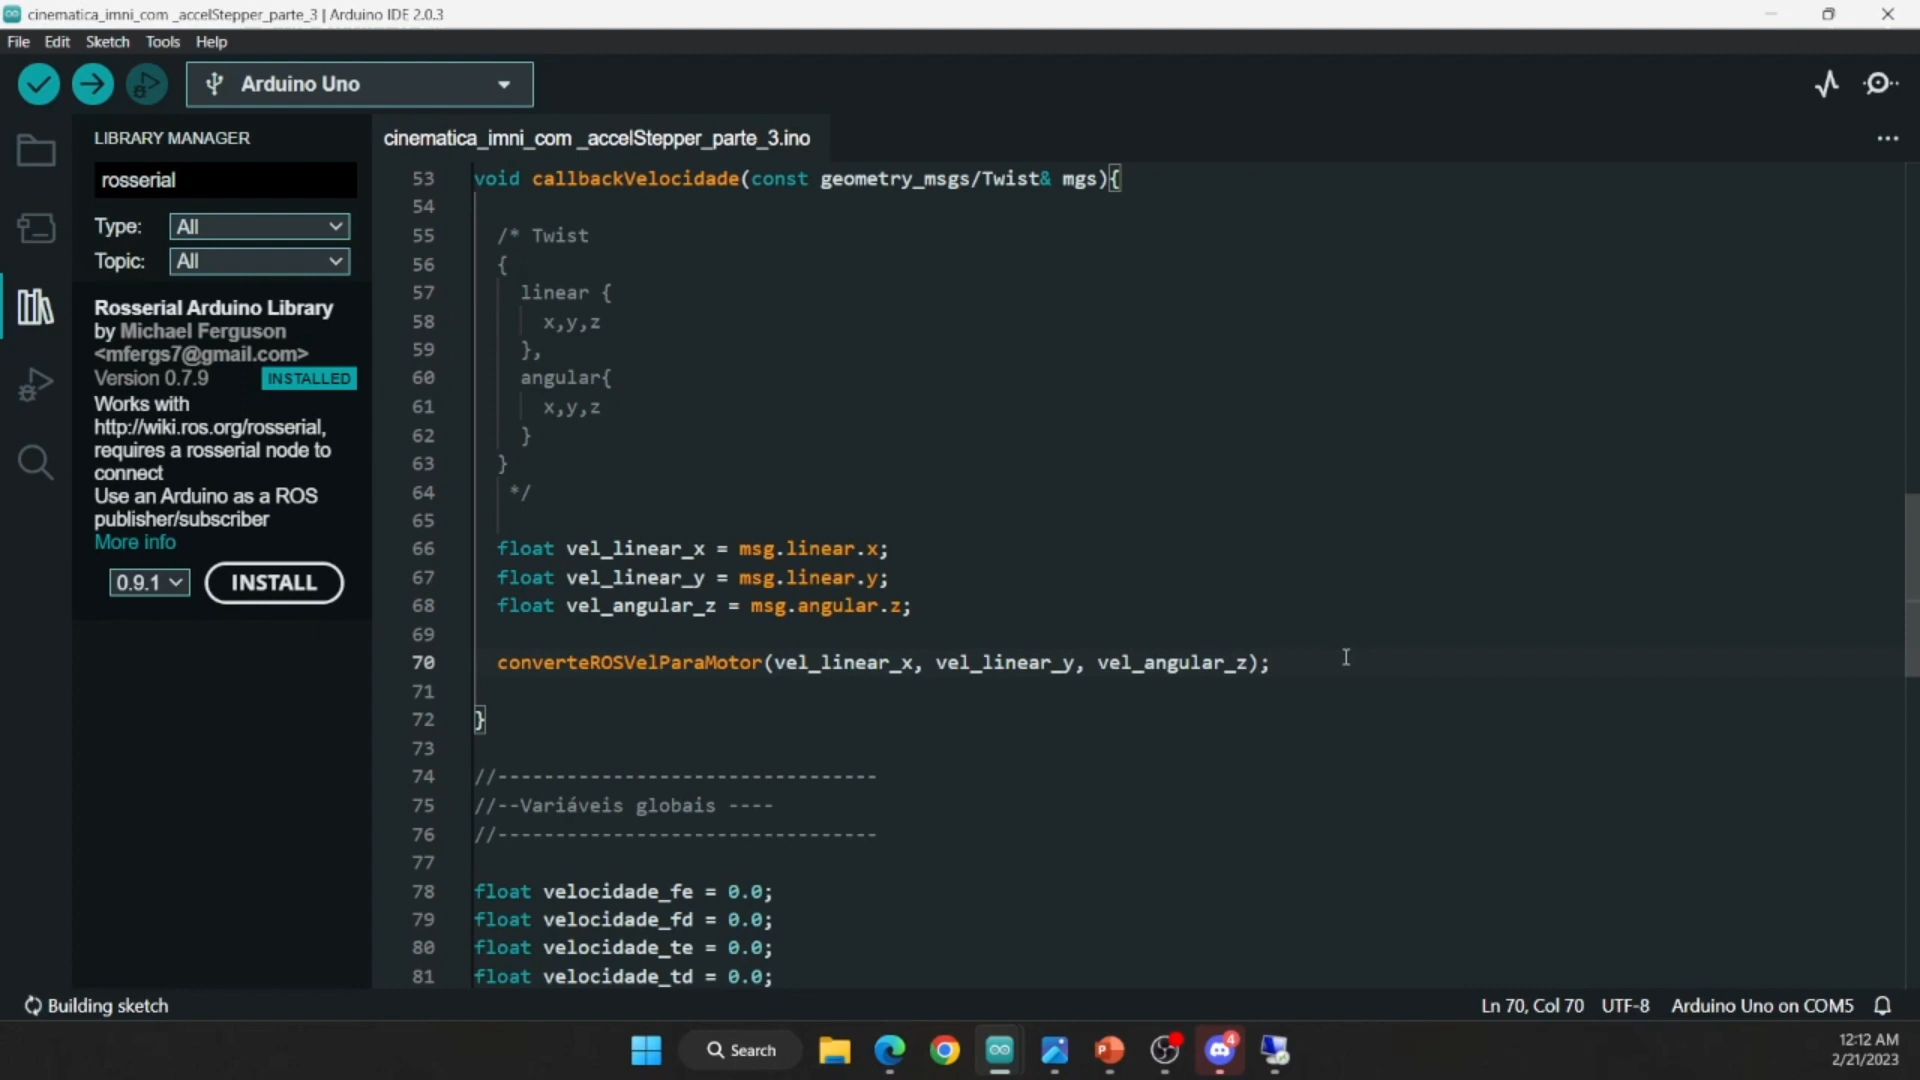 cinematica_imni_com _accelStepper_parte_3 | Arduino IDE 2.0.3
File Edit Sketch Tools Help
Arduino Uno
LIBRARY MANAGER
rosserial
Type: All
Topic: All
Rosserial Arduino Library
by Michael Ferguson
<mfergs7@gmail.com>
Version 0.7.9 INSTALLED
Works with
http://wiki.ros.org/rosserial,
requires a rosserial node to
connect
Use an Arduino as a ROS
publisher/subscriber
More info
0.9.1 INSTALL
cinematica_imni_com _accelStepper_parte_3.ino
53 void callbackVelocidade(const geometry_msgs/Twist& mgs){
54
55 /* Twist
56 {
57 linear {
58 x,y,z
59 },
60 angular{
61 x,y,z
62 }
63 }
64 */
65
66 float vel_linear_x = msg.linear.x;
67 float vel_linear_y = msg.linear.y;
68 float vel_angular_z = msg.angular.z;
69
70 converteROSVelParaMotor(vel_linear_x, vel_linear_y, vel_angular_z);
71
72 }
73
74 //---------------------------------
75 //--Variáveis globais ----
76 //---------------------------------
77
78 float velocidade_fe = 0.0;
79 float velocidade_fd = 0.0;
80 float velocidade_te = 0.0;
81 float velocidade_td = 0.0;
Building sketch
Ln 70, Col 70 UTF-8 Arduino Uno on COM5
Search
4
12:12 AM
2/21/2023